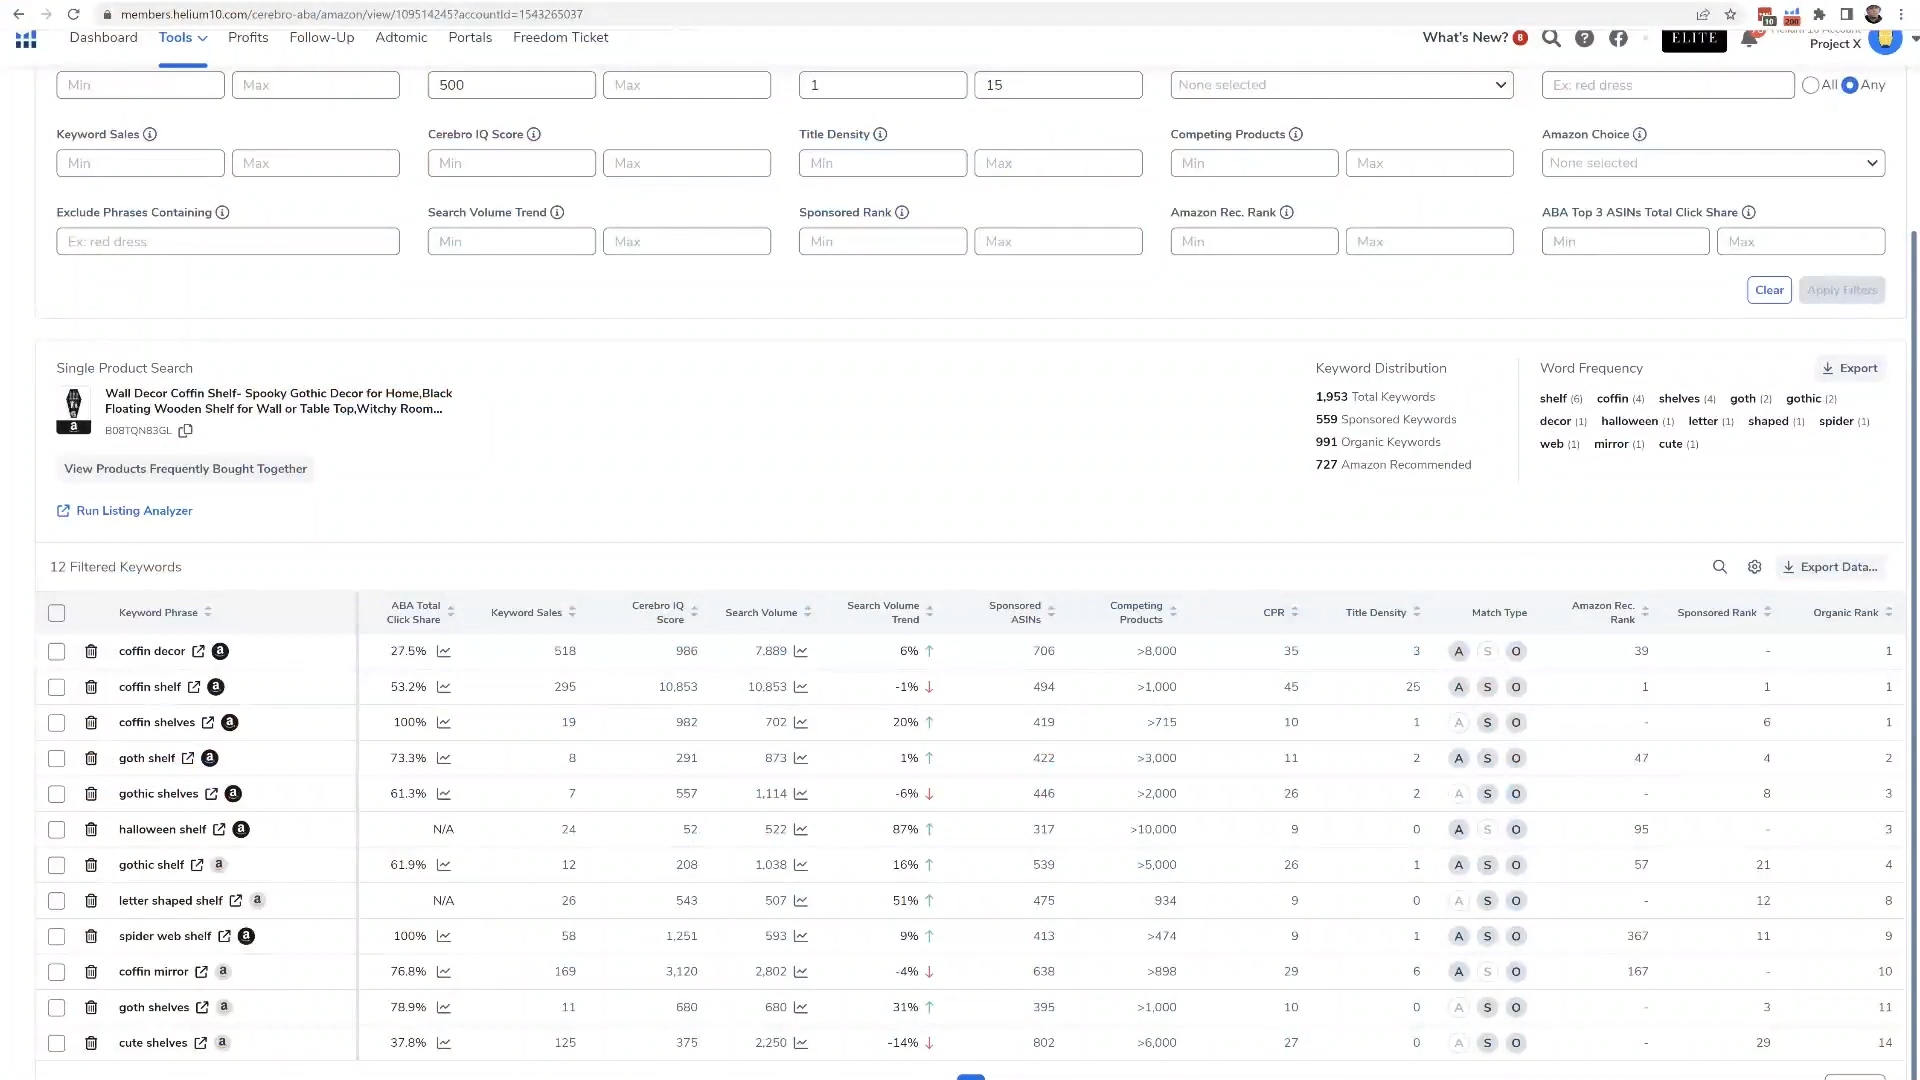 members.helium10.com/cerebro-aba/amazon/view/109514245?accountId=1543265037
10
200
Dashboard Tools Profits Follow-Up Adtomic Portals Freedom Ticket
What's New? 8
ELITE
Project X
Min Max 500 Max 1 15 None selected Ex: red dress All Any
Keyword Sales Cerebro IQ Score Title Density Competing Products Amazon Choice
Min Max Min Max Min Max Min Max None selected
Exclude Phrases Containing Search Volume Trend Sponsored Rank Amazon Rec. Rank ABA Top 3 ASINs Total Click Share
Ex: red dress Min Max Min Max Min Max Min Max
Clear Apply Filters
Single Product Search
Wall Decor Coffin Shelf- Spooky Gothic Decor for Home,Black
Floating Wooden Shelf for Wall or Table Top,Witchy Room...
B08TQN83GL
View Products Frequently Bought Together
Run Listing Analyzer
Keyword Distribution
1,953 Total Keywords
559 Sponsored Keywords
991 Organic Keywords
727 Amazon Recommended
Word Frequency
Export
shelf (6) coffin (4) shelves (4) goth (2) gothic (2)
decor (1) halloween (1) letter (1) shaped (1) spider (1)
web (1) mirror (1) cute (1)
12 Filtered Keywords
Export Data...
Keyword Phrase ABA Total Click Share Keyword Sales Cerebro IQ Score Search Volume Search Volume Trend Sponsored ASINs Competing Products CPR Title Density Match Type Amazon Rec. Rank Sponsored Rank Organic Rank
coffin decor a 27.5% 518 986 7,889 6% ↑ 706 >8,000 35 3 A S O 39 - 1
coffin shelf a 53.2% 295 10,853 10,853 -1% ↓ 494 >1,000 45 25 A S O 1 1 1
coffin shelves a 100% 19 982 702 20% ↑ 419 >715 10 1 A S O - 6 1
goth shelf a 73.3% 8 291 873 1% ↑ 422 >3,000 11 2 A S O 47 4 2
gothic shelves a 61.3% 7 557 1,114 -6% ↓ 446 >2,000 26 2 A S O - 8 3
halloween shelf a N/A 24 52 522 87% ↑ 317 >10,000 9 0 A S O 95 - 3
gothic shelf a 61.9% 12 208 1,038 16% ↑ 539 >5,000 26 1 A S O 57 21 4
letter shaped shelf a N/A 26 543 507 51% ↑ 475 934 9 0 A S O - 12 8
spider web shelf a 100% 58 1,251 593 9% ↑ 413 >474 9 1 A S O 367 11 9
coffin mirror a 76.8% 169 3,120 2,802 -4% ↓ 638 >898 29 6 A S O 167 - 10
goth shelves a 78.9% 11 680 680 31% ↑ 395 >1,000 10 0 A S O - 3 11
cute shelves a 37.8% 125 375 2,250 -14% ↓ 802 >6,000 27 0 A S O - 29 14